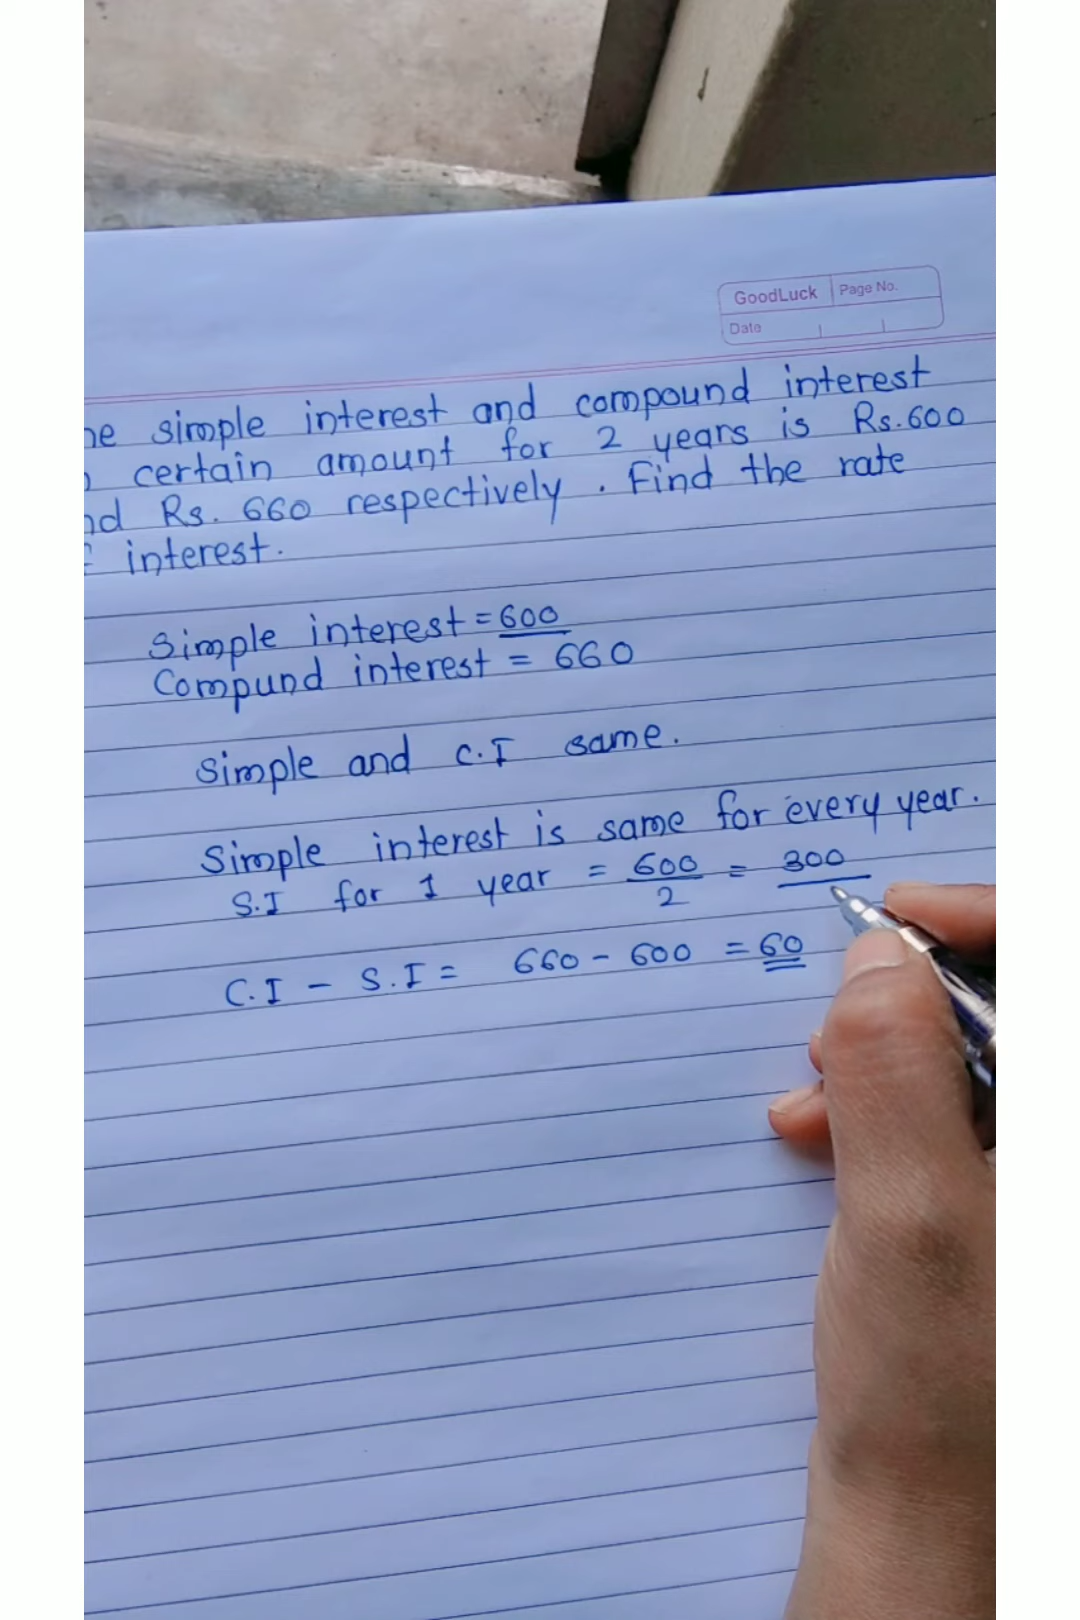 GoodLuck Page No.
Date
he simple interest and compound interest
certain amount for 2 years is Rs.600
nd Rs. 660 respectively. Find the rate
interest.
Simple interest = 600
Compund interest = 660
Simple and C.I same.
Simple interest is same for every year.
S.I for 1 year = 600/2 = 300
C.I - S.I = 660 - 600 = 60